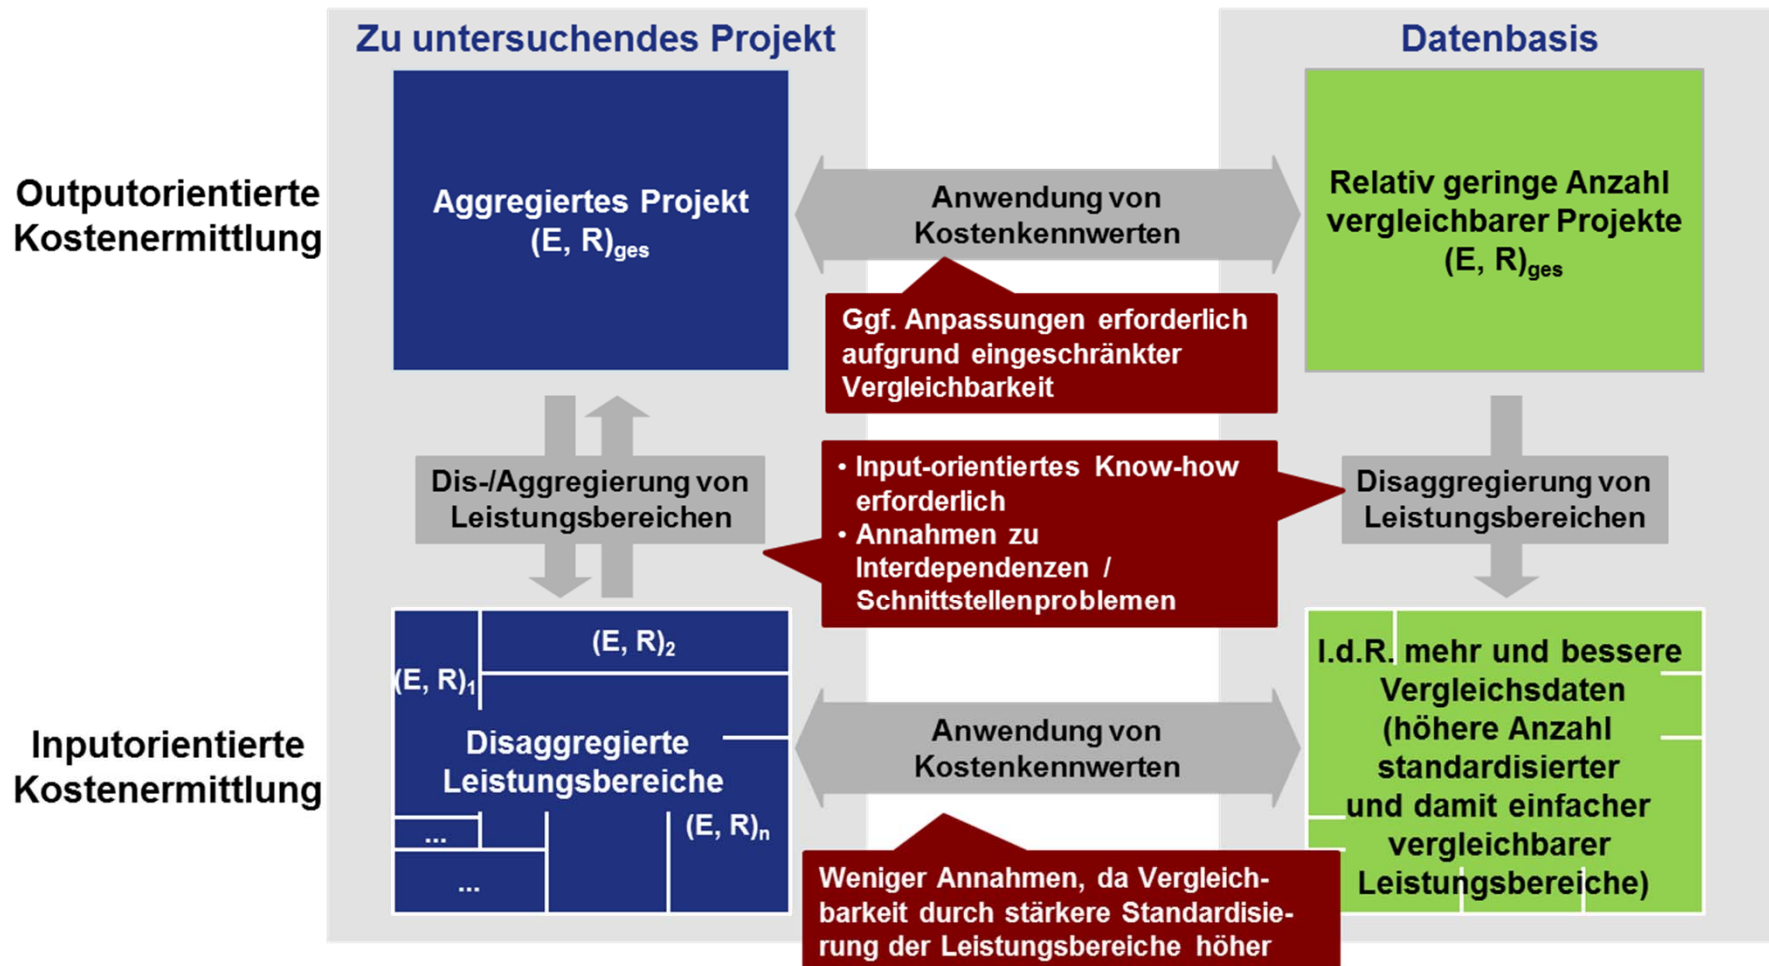 Zu untersuchendes Projekt
Datenbasis
Outputorientierte
Kostenermittlung
Aggregiertes Projekt
(E, R)ges
Anwendung von
Kostenkennwerten
Relativ geringe Anzahl
vergleichbarer Projekte
(E, R)ges
Ggf. Anpassungen erforderlich
aufgrund eingeschränkter
Vergleichbarkeit
Dis-/Aggregierung von
Leistungsbereichen
• Input-orientiertes Know-how
erforderlich
• Annahmen zu
Interdependenzen /
Schnittstellenproblemen
Disaggregierung von
Leistungsbereichen
Inputorientierte
Kostenermittlung
(E, R)1
(E, R)2
Disaggregierte
Leistungsbereiche
...
...
(E, R)n
Anwendung von
Kostenkennwerten
I.d.R. mehr und bessere
Vergleichsdaten
(höhere Anzahl
standardisierter
und damit einfacher
vergleichbarer
Leistungsbereiche)
Weniger Annahmen, da Vergleich-
barkeit durch stärkere Standardisie-
rung der Leistungsbereiche höher